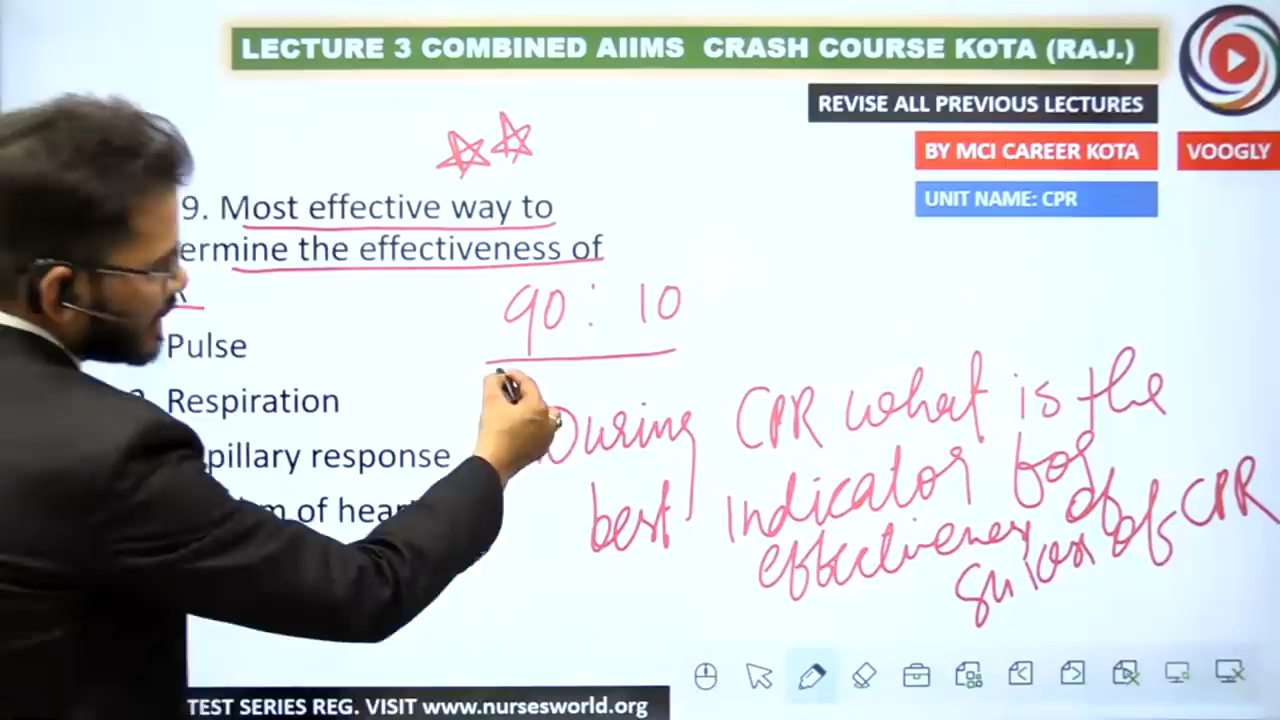 LECTURE 3 COMBINED AIIMS CRASH COURSE KOTA (RAJ.)
REVISE ALL PREVIOUS LECTURES
BY MCI CAREER KOTA
VOOGLY
UNIT NAME: CPR
9. Most effective way to
ermine the effectiveness of
90 : 10
Pulse
Respiration
pillary response
m of hear
During CPR what is the
best indicator for
effectiveness of
of CPR
TEST SERIES REG. VISIT www.nursesworld.org